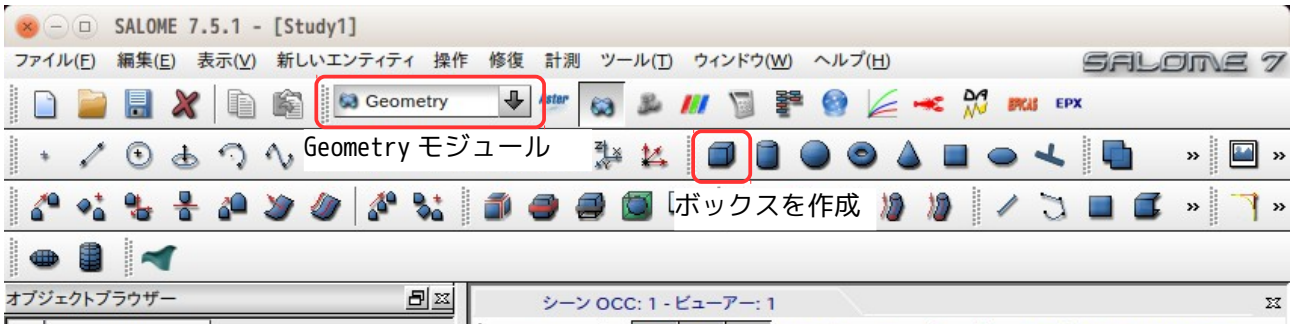 SALOME 7.5.1 - [Study1]
ファイル(F) 編集(E) 表示(V) 新しいエンティティ 操作 修復 計測 ツール(T) ウィンドウ(W) ヘルプ(H) SALOME 7
Geometry Aster EFICAS EPX
Geometry モジュール
ボックスを作成
オブジェクトブラウザー シーン OCC: 1 - ビューアー: 1